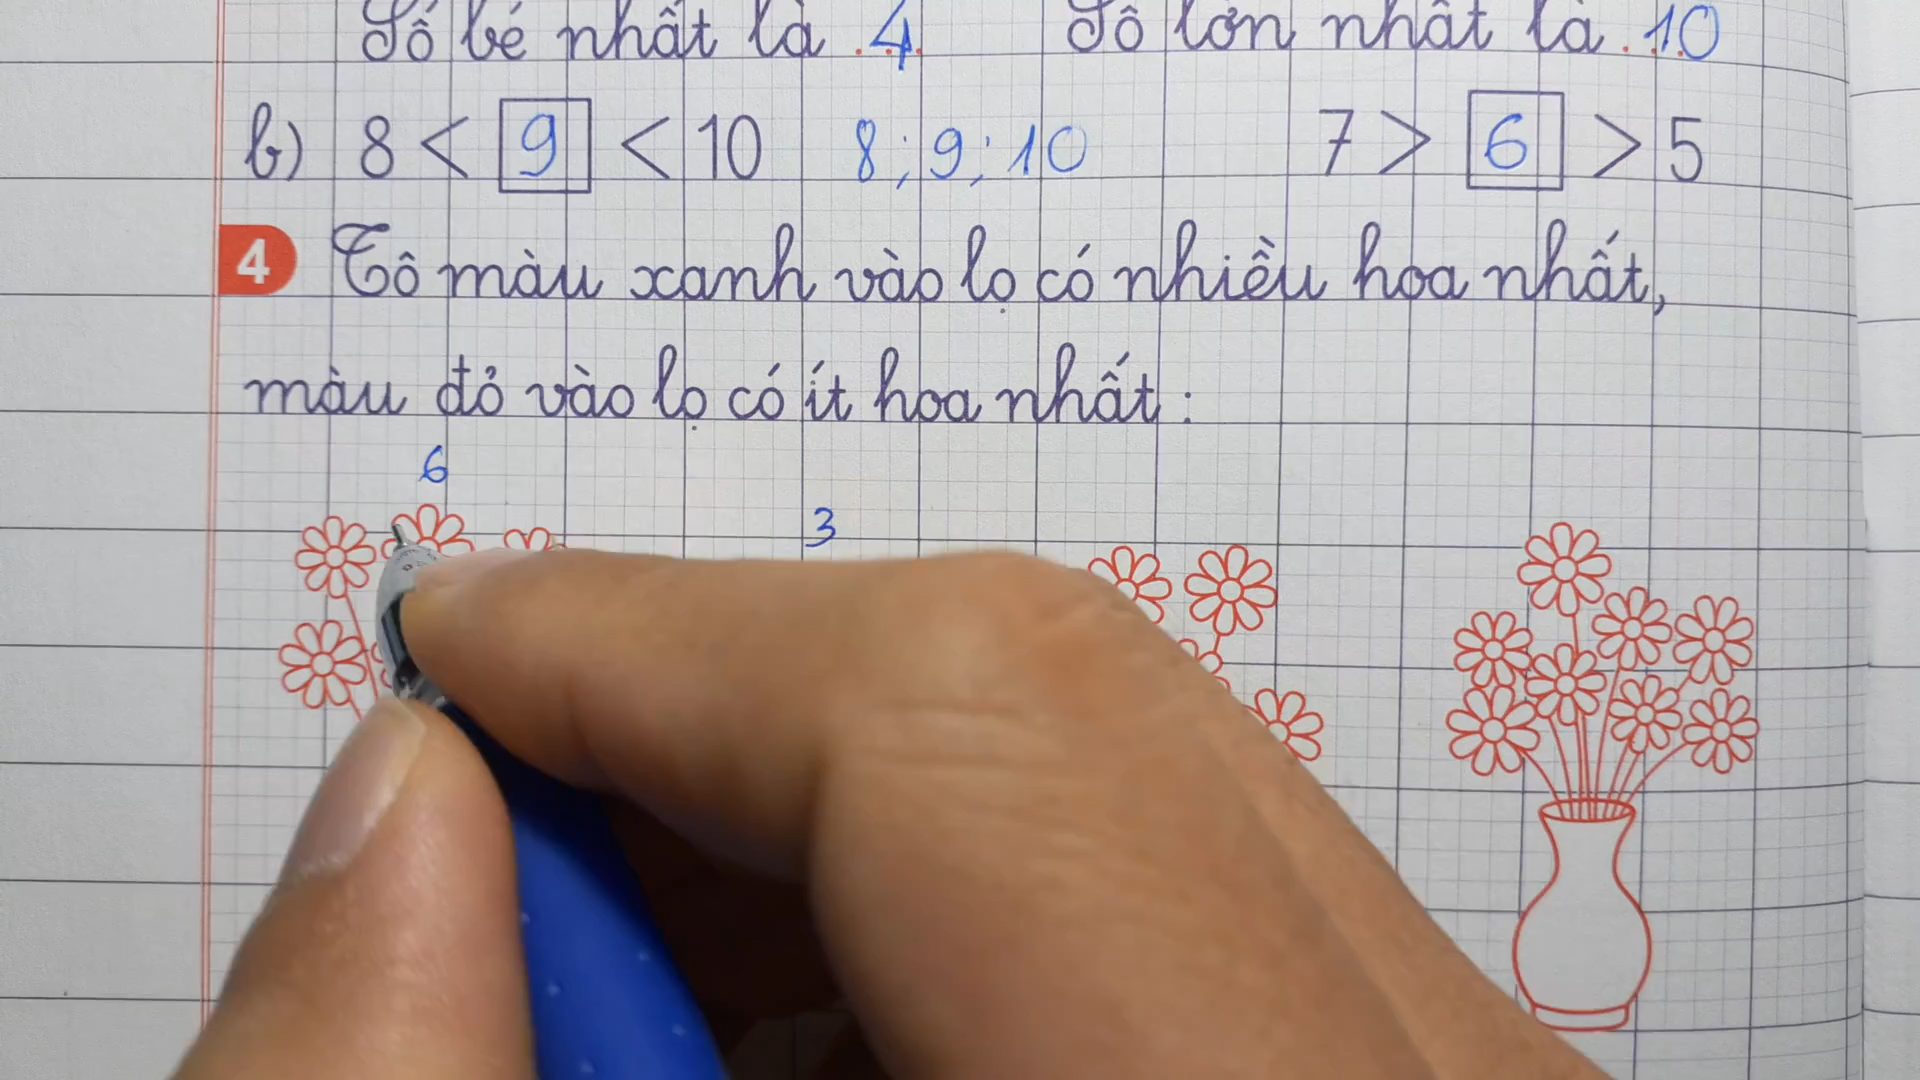 Số bé nhất là .4. Số lớn nhất là .10
b) 8 < 9 < 10 8; 9; 10 7 > 6 > 5
4 Tô màu xanh vào lọ có nhiều hoa nhất,
màu đỏ vào lọ có ít hoa nhất :
6
3